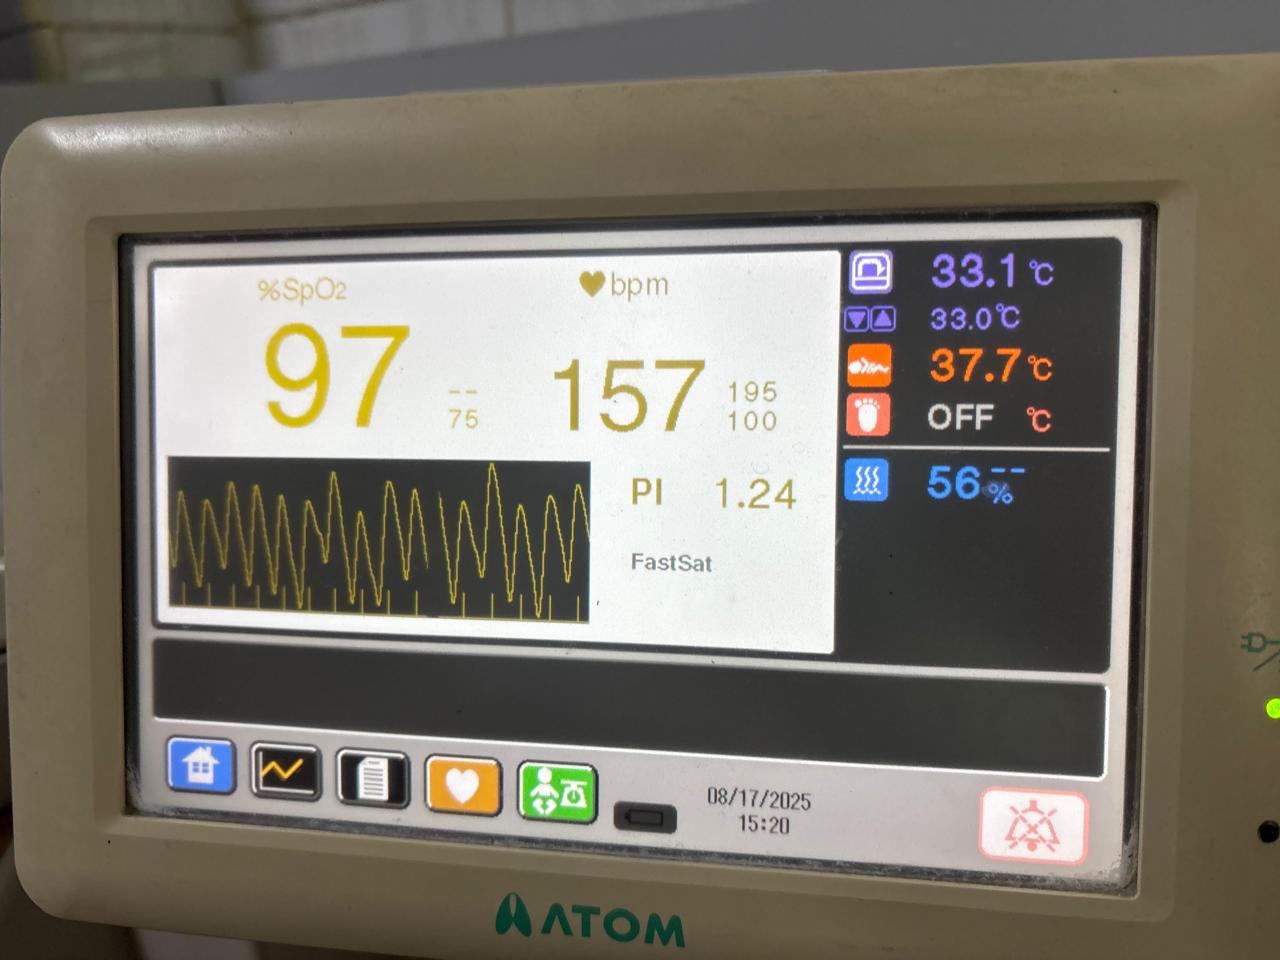 %SpO2
97
--
75
bpm
157
195
100
PI 1.24
FastSat
33.1 °C
33.0°C
37.7 °C
OFF °C
56 -- %
08/17/2025
15:20
ATOM